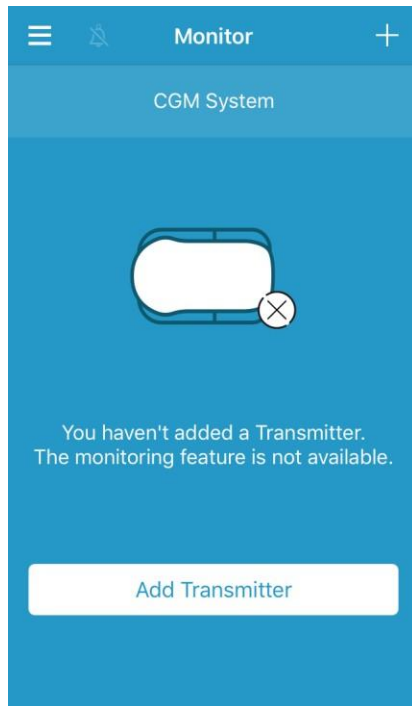 Monitor
CGM System
You haven't added a Transmitter.
The monitoring feature is not available.
Add Transmitter